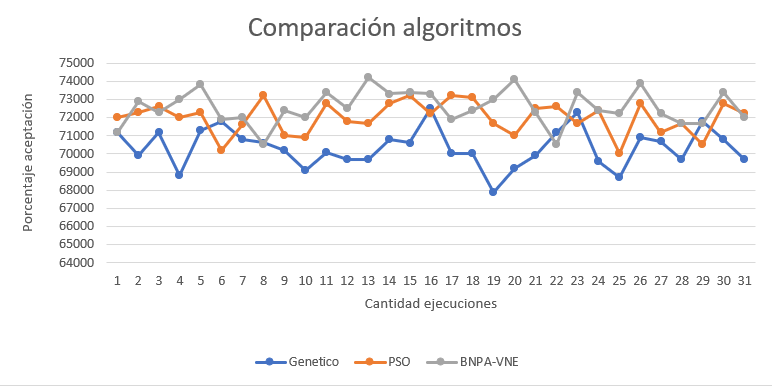 Comparación algoritmos
Porcentaje aceptación
75000
74000
73000
72000
71000
70000
69000
68000
67000
66000
65000
64000
1 2 3 4 5 6 7 8 9 10 11 12 13 14 15 16 17 18 19 20 21 22 23 24 25 26 27 28 29 30 31
Cantidad ejecuciones
Genetico PSO BNPA-VNE